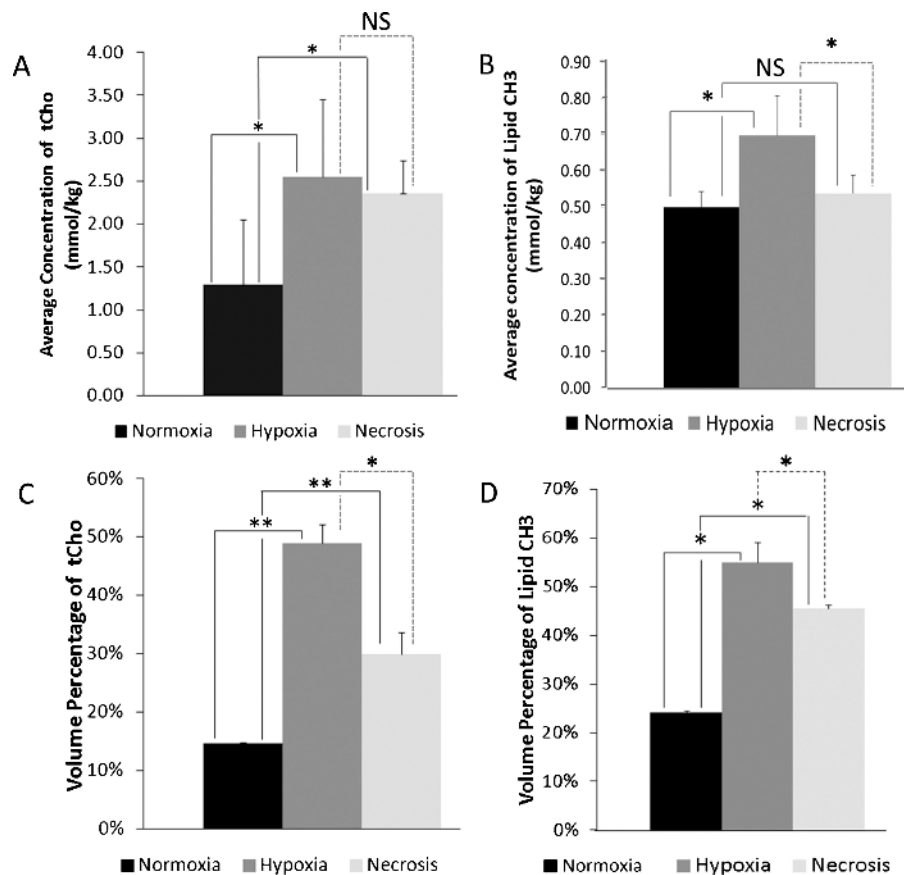 A
Average Concentration of tCho
(mmol/kg)
4.00
3.50
3.00
2.50
2.00
1.50
1.00
0.50
0.00
*
*
NS
Normoxia Hypoxia Necrosis
B
Average concentration of Lipid CH3
(mmol/kg)
0.90
0.80
0.70
0.60
0.50
0.40
0.30
0.20
0.10
0.00
*
NS
*
Normoxia Hypoxia Necrosis
C
Volume Percentage of tCho
60%
50%
40%
30%
20%
10%
0%
**
**
*
Normoxia Hypoxia Necrosis
D
Volume Percentage of Lipid CH3
70%
60%
50%
40%
30%
20%
10%
0%
*
*
*
Normoxia Hypoxia Necrosis